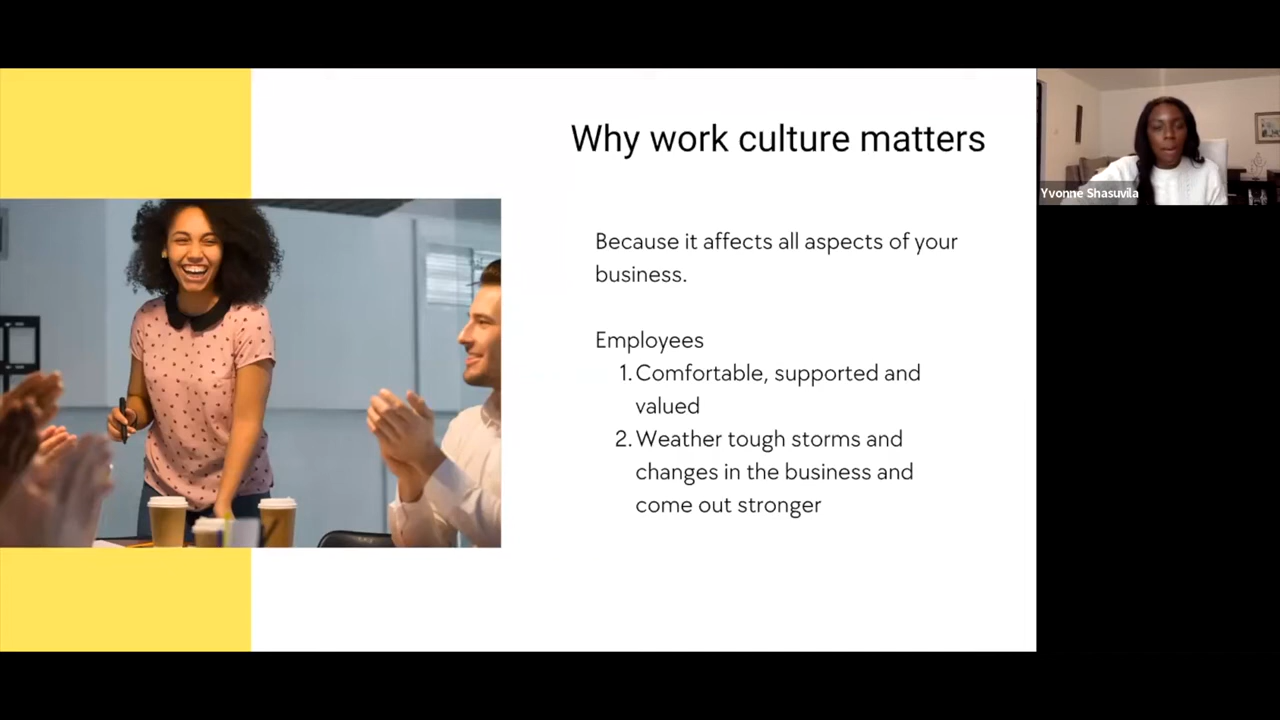 Why work culture matters
Yvonne Shasuvila
Because it affects all aspects of your
business.
Employees
1. Comfortable, supported and
valued
2. Weather tough storms and
changes in the business and
come out stronger